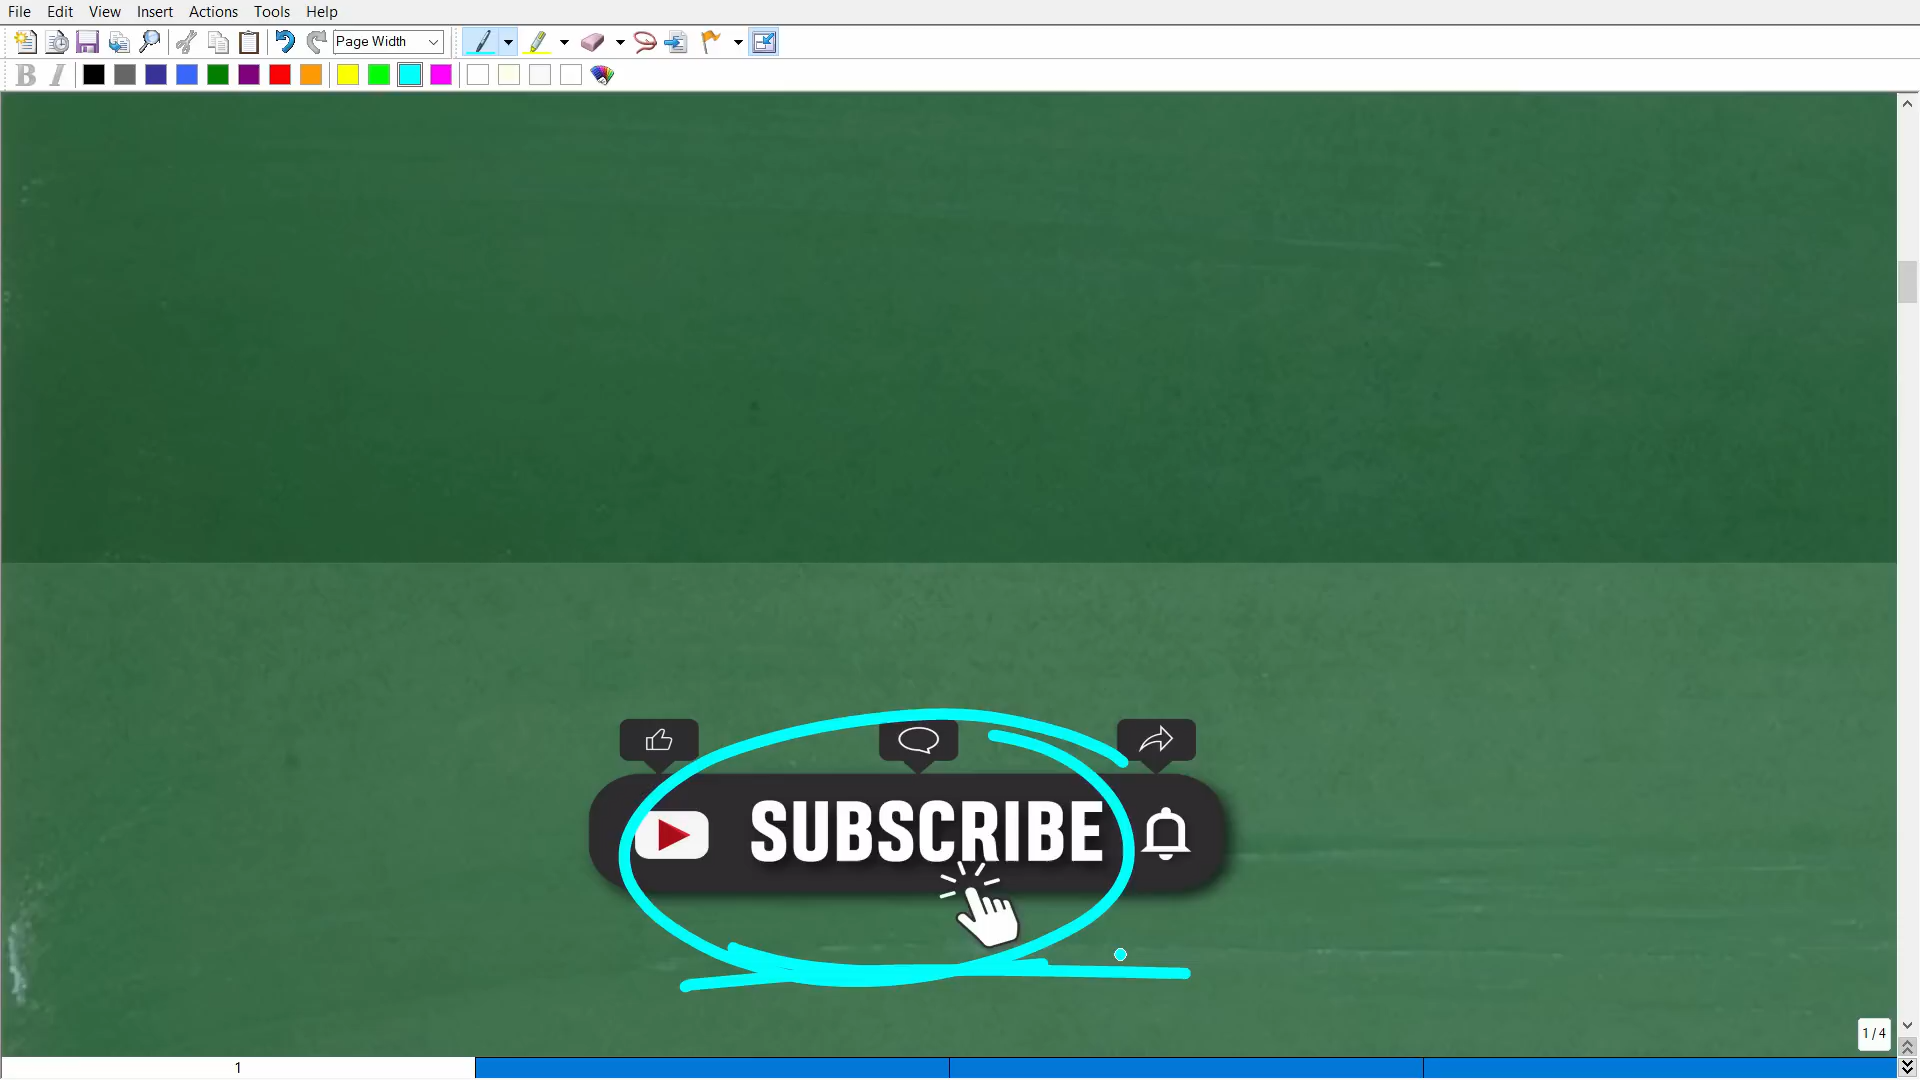 File Edit View Insert Actions Tools Help
Page Width
B I
SUBSCRIBE
1 / 4
1